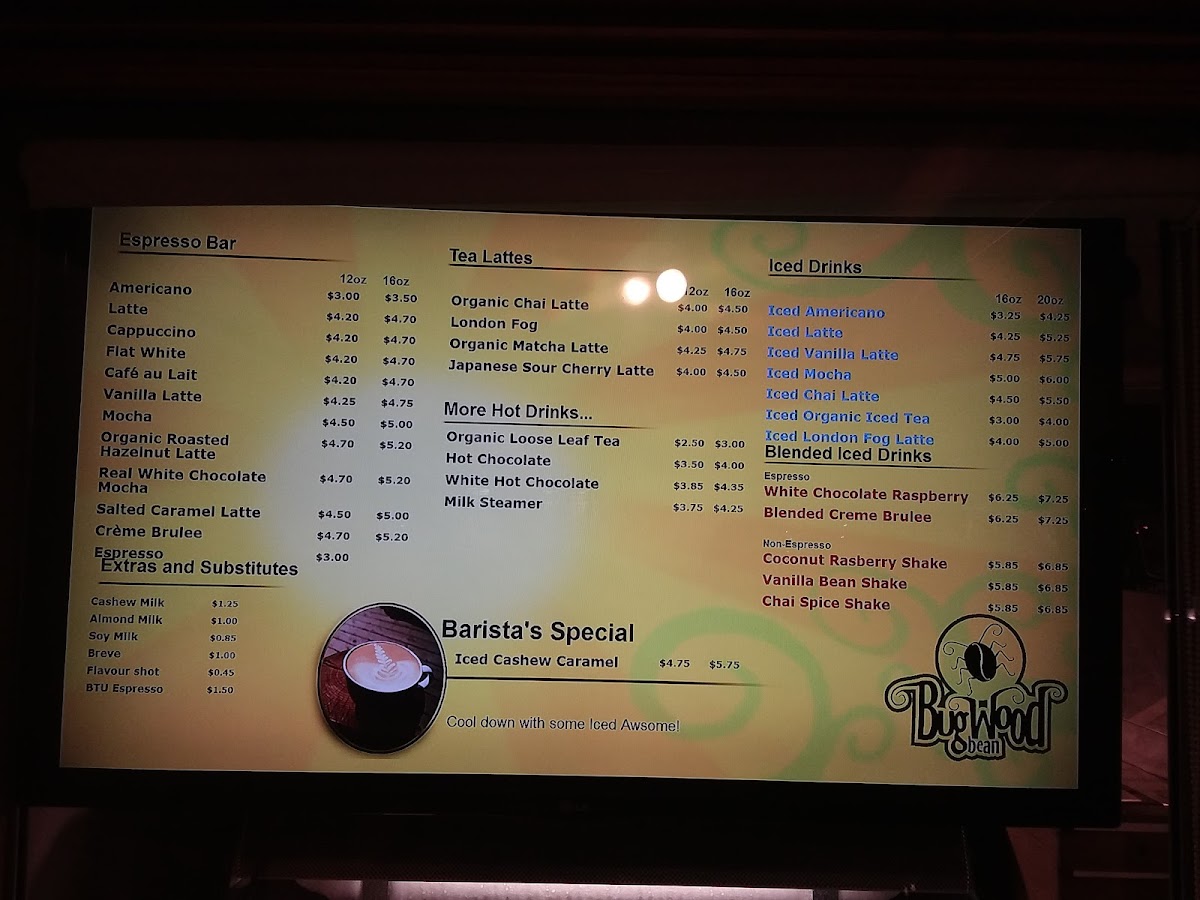 Espresso Bar
12oz 16oz
Americano $3.00 $3.50
Latte $4.20 $4.70
Cappuccino $4.20 $4.70
Flat White $4.20 $4.70
Café au Lait $4.20 $4.70
Vanilla Latte $4.25 $4.75
Mocha $4.50 $5.00
Organic Roasted $4.70 $5.20
Hazelnut Latte
Real White Chocolate $4.70 $5.20
Mocha
Salted Caramel Latte $4.50 $5.00
Crème Brulee $4.70 $5.20
Espresso $3.00
Extras and Substitutes
Cashew Milk $1.25
Almond Milk $1.00
Soy Milk $0.85
Breve $1.00
Flavour shot $0.45
BTU Espresso $1.50
Tea Lattes
12oz 16oz
Organic Chai Latte $4.00 $4.50
London Fog $4.00 $4.50
Organic Matcha Latte $4.25 $4.75
Japanese Sour Cherry Latte $4.00 $4.50
More Hot Drinks...
Organic Loose Leaf Tea $2.50 $3.00
Hot Chocolate $3.50 $4.00
White Hot Chocolate $3.85 $4.35
Milk Steamer $3.75 $4.25
Barista's Special
Iced Cashew Caramel $4.75 $5.75
Cool down with some Iced Awsome!
Iced Drinks
16oz 20oz
Iced Americano $3.25 $4.25
Iced Latte $4.25 $5.25
Iced Vanilla Latte $4.75 $5.75
Iced Mocha $5.00 $6.00
Iced Chai Latte $4.50 $5.50
Iced Organic Iced Tea $3.00 $4.00
Iced London Fog Latte $4.00 $5.00
Blended Iced Drinks
Espresso
White Chocolate Raspberry $6.25 $7.25
Blended Creme Brulee $6.25 $7.25
Non-Espresso
Coconut Rasberry Shake $5.85 $6.85
Vanilla Bean Shake $5.85 $6.85
Chai Spice Shake $5.85 $6.85
BugWood
bean